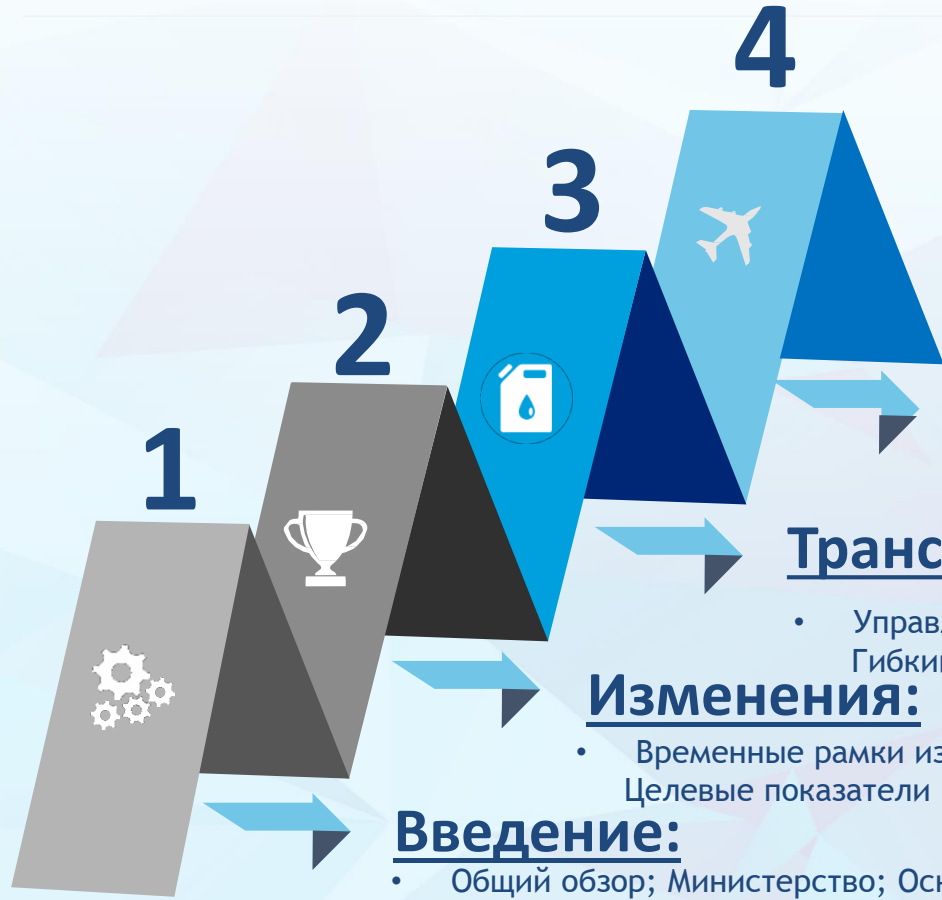 4
3
2
1
Транс
• Управ
Гибки
Изменения:
• Временные рамки из
Целевые показатели
Введение:
• Общий обзор; Министерство; Осн